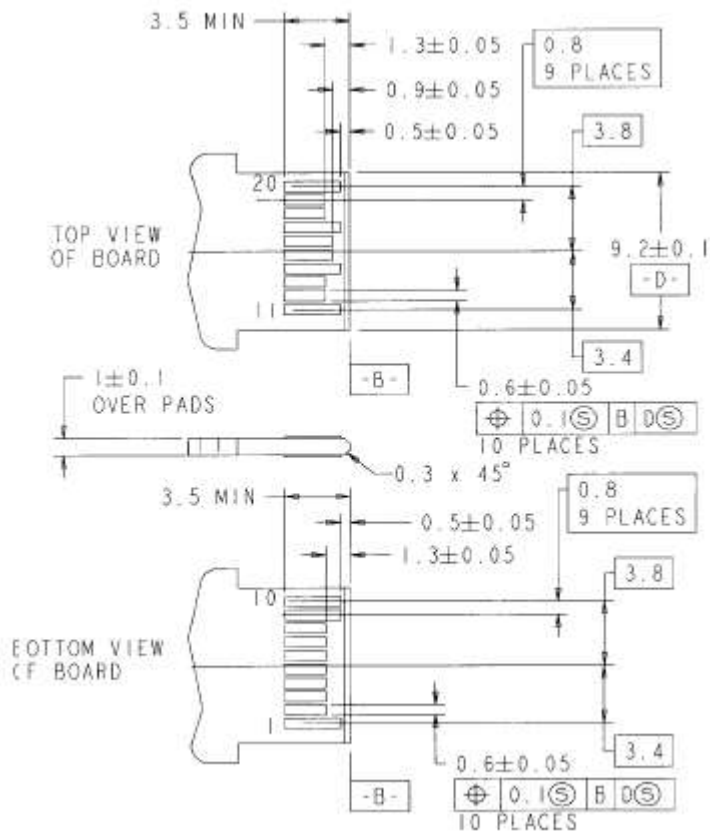 3.5 MIN
1.3±0.05
0.8
9 PLACES
0.9±0.05
0.5±0.05
3.8
20
TOP VIEW
OF BOARD
9.2±0.1
-D-
11
3.4
-B-
1±0.1
OVER PADS
0.6±0.05
⌖ 0.1Ⓢ B DⓈ
10 PLACES
0.3 x 45°
3.5 MIN
0.8
9 PLACES
0.5±0.05
1.3±0.05
3.8
10
BOTTOM VIEW
OF BOARD
1
3.4
0.6±0.05
-B-
⌖ 0.1Ⓢ B DⓈ
10 PLACES